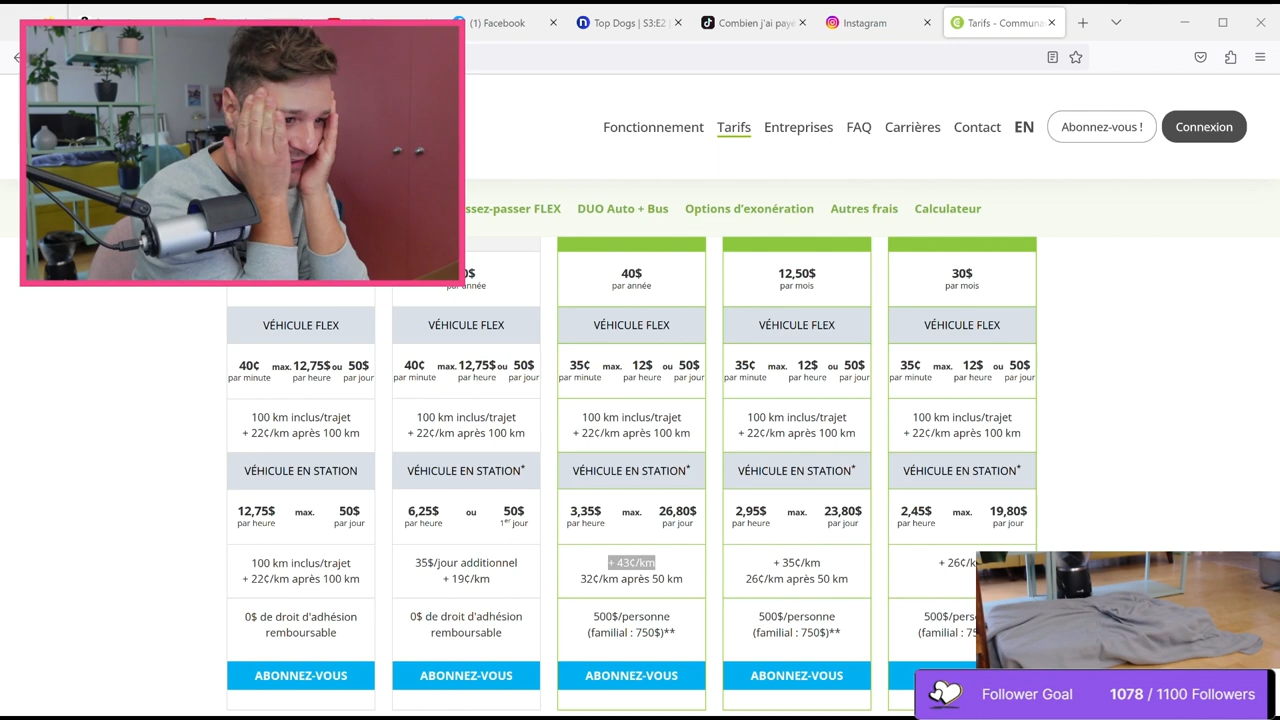 (1) Facebook
Top Dogs | S3:E2 |
Combien j'ai payé
Instagram
Tarifs - Communa
Fonctionnement Tarifs Entreprises FAQ Carrières Contact EN Abonnez-vous ! Connexion
ssez-passer FLEX DUO Auto + Bus Options d'exonération Autres frais Calculateur
0$ 40$ 12,50$ 30$
par année par année par mois par mois
VÉHICULE FLEX VÉHICULE FLEX VÉHICULE FLEX VÉHICULE FLEX VÉHICULE FLEX
40¢ max. 12,75$ ou 50$ 40¢ max. 12,75$ ou 50$ 35¢ max. 12$ ou 50$ 35¢ max. 12$ ou 50$ 35¢ max. 12$ ou 50$
par minute par heure par jour par minute par heure par jour par minute par heure par jour par minute par heure par jour par minute par heure par jour
100 km inclus/trajet 100 km inclus/trajet 100 km inclus/trajet 100 km inclus/trajet 100 km inclus/trajet
+ 22¢/km après 100 km + 22¢/km après 100 km + 22¢/km après 100 km + 22¢/km après 100 km + 22¢/km après 100 km
VÉHICULE EN STATION VÉHICULE EN STATION* VÉHICULE EN STATION* VÉHICULE EN STATION* VÉHICULE EN STATION*
12,75$ max. 50$ 6,25$ ou 50$ 3,35$ max. 26,80$ 2,95$ max. 23,80$ 2,45$ max. 19,80$
par heure par jour par heure 1er jour par heure par jour par heure par jour par heure par jour
100 km inclus/trajet 35$/jour additionnel + 43¢/km + 35¢/km + 26¢/k
+ 22¢/km après 100 km + 19¢/km 32¢/km après 50 km 26¢/km après 50 km
0$ de droit d'adhésion 0$ de droit d'adhésion 500$/personne 500$/personne 500$/perso
remboursable remboursable (familial : 750$)** (familial : 750$)** (familial : 75
ABONNEZ-VOUS ABONNEZ-VOUS ABONNEZ-VOUS ABONNEZ-VOUS
Follower Goal 1078 / 1100 Followers